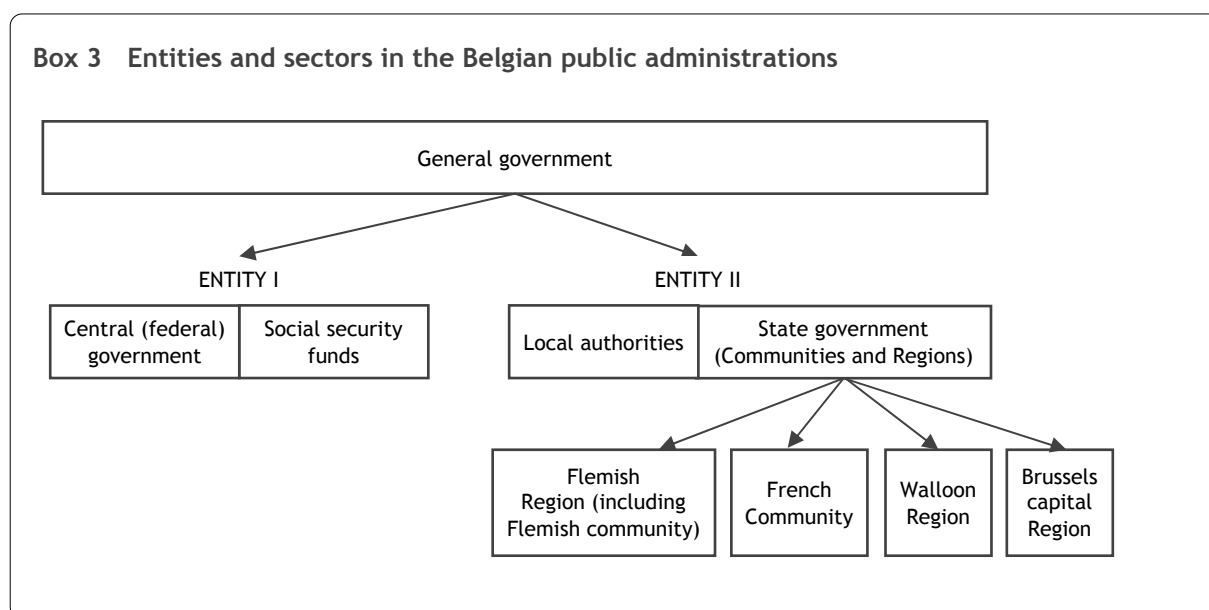 Box 3 Entities and sectors in the Belgian public administrations
General government
ENTITY I
Central (federal)
government
Social security
funds
ENTITY II
Local authorities
State government
(Communities and Regions)
Flemish
Region (including
Flemish community)
French
Community
Walloon
Region
Brussels
capital
Region